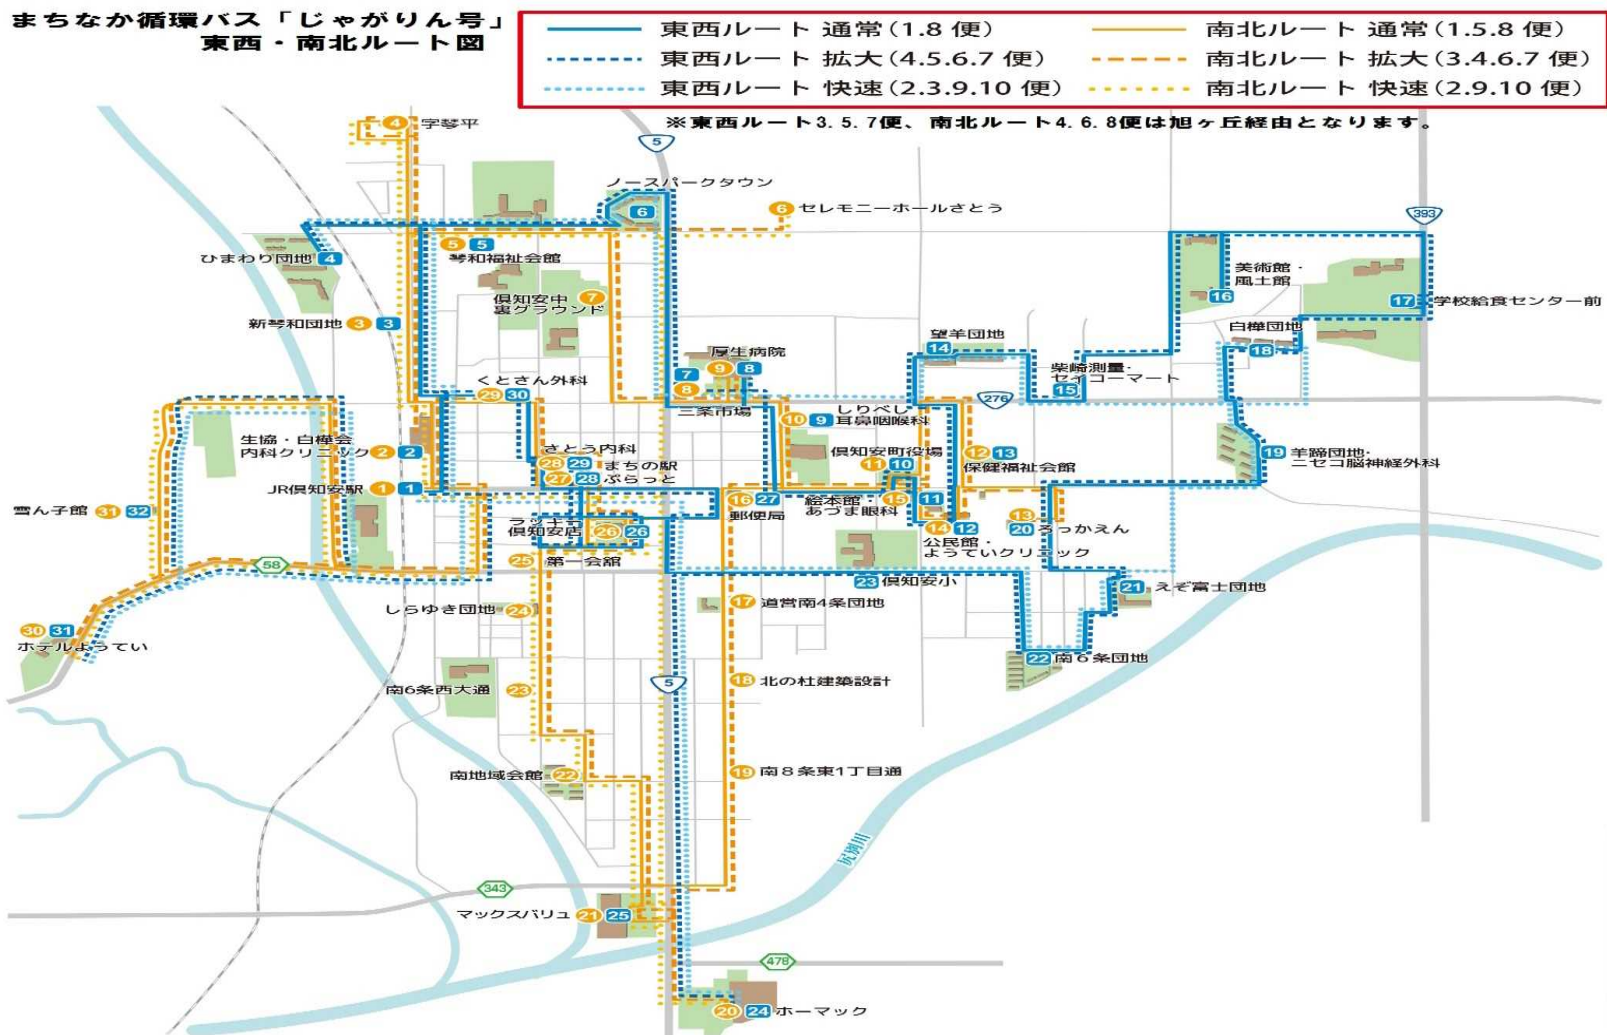 まちなか循環バス「じゃがりん号」
東西・南北ルート図
東西ルート 通常(1.8 便)
東西ルート 拡大(4.5.6.7 便)
東西ルート 快速(2.3.9.10 便)
南北ルート 通常(1.5.8 便)
南北ルート 拡大(3.4.6.7 便)
南北ルート 快速(2.9.10 便)
※東西ルート3.5.7便、南北ルート4.6.8便は旭ヶ丘経由となります。
4 字琴平
5
ノースパークタウン
6
6 セレモニーホールさとう
393
ひまわり団地 4
5 5
琴和福祉会館
美術館・
風土館
16
17 学校給食センター前
倶知安中 7
裏グラウンド
新琴和団地 3 3
望羊団地
14
白樺団地
18
厚生病院
9 8
7
8
三条市場
くとさん外科
29 30
柴崎測量・
セイコーマート
15
276
10 9 しりべし
耳鼻咽喉科
生協・白樺会
内科クリニック 2 2
さとう内科
28 29 まちの駅
27 28 ぷらっと
倶知安町役場
11 10
12 13
保健福祉会館
19 羊蹄団地・
ニセコ脳神経外科
JR倶知安駅 1 1
雪ん子館 31 32
16 27
郵便局
絵本館・ 15 11
あづま眼科
ラッキー
倶知安店 26 26
14 12
公民館・
ようていクリニック
13
20 ろっかえん
58
25 第一会館
23 倶知安小
21 えぞ富士団地
しらゆき団地 24
17 道営南4条団地
30 31
ホテルようてい
22 南6条団地
南6条西大通 23
5
18 北の杜建築設計
南地域会館 22
19 南8条東1丁目通
尻別川
343
マックスバリュ 21 25
478
20 24 ホーマック